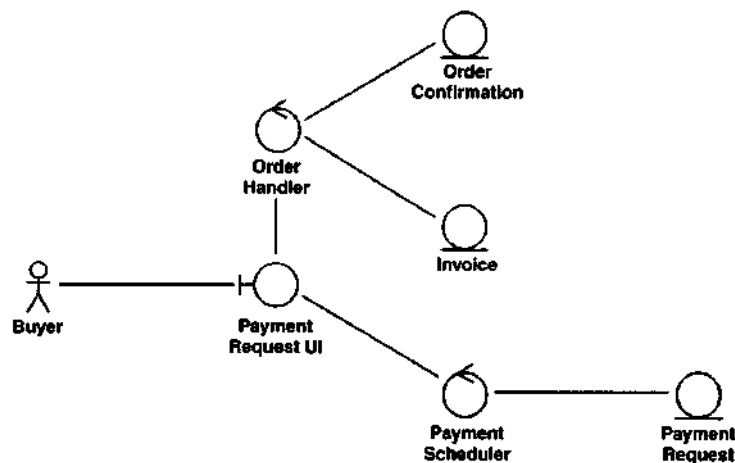 Order
Confirmation
Order
Handler
Invoice
Buyer
Payment
Request UI
Payment
Scheduler
Payment
Request